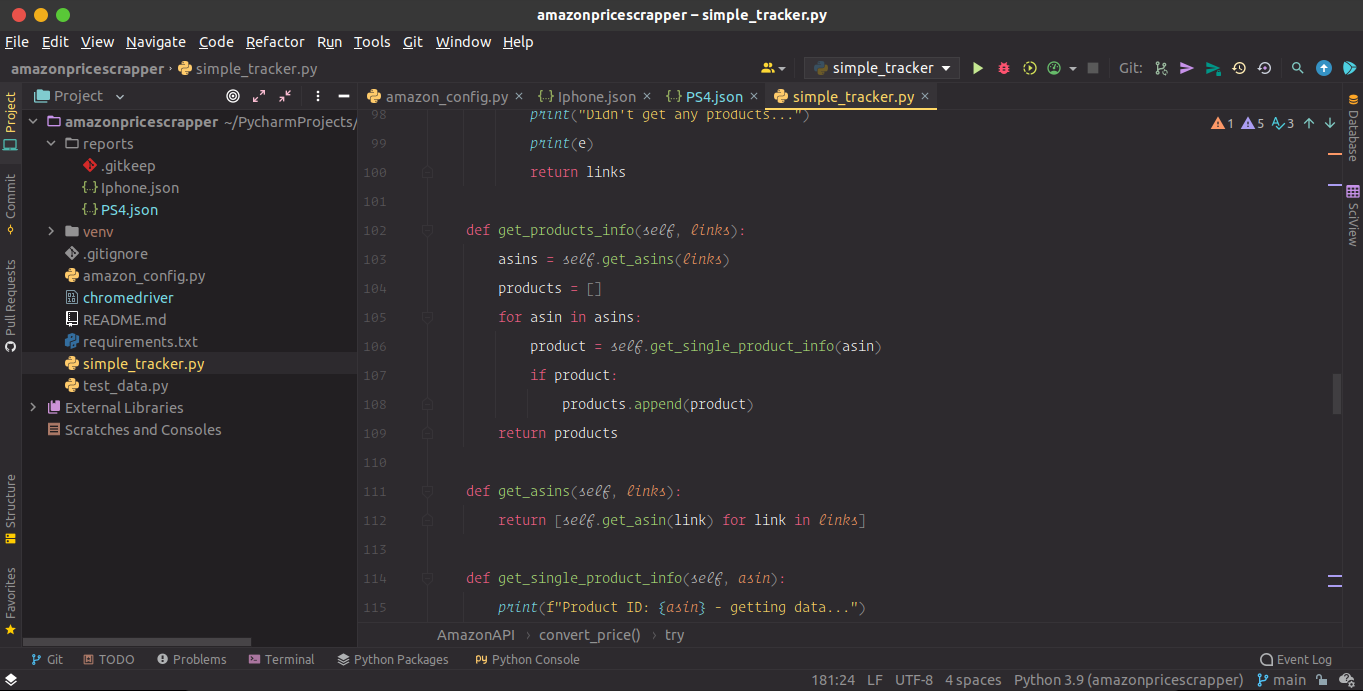 amazonpricescrapper – simple_tracker.py
File Edit View Navigate Code Refactor Run Tools Git Window Help
amazonpricescrapper › simple_tracker.py
simple_tracker
Git:
Project
amazon_config.py
Iphone.json
PS4.json
simple_tracker.py
Project
Commit
Pull Requests
Structure
Favorites
amazonpricescrapper ~/PycharmProjects/
reports
.gitkeep
Iphone.json
PS4.json
venv
.gitignore
amazon_config.py
chromedriver
README.md
requirements.txt
simple_tracker.py
test_data.py
External Libraries
Scratches and Consoles
98 print("Didn't get any products...")
99 print(e)
100 return links
101
102 def get_products_info(self, links):
103 asins = self.get_asins(links)
104 products = []
105 for asin in asins:
106 product = self.get_single_product_info(asin)
107 if product:
108 products.append(product)
109 return products
110
111 def get_asins(self, links):
112 return [self.get_asin(link) for link in links]
113
114 def get_single_product_info(self, asin):
115 print(f"Product ID: {asin} - getting data...")
1 5 3
Database
SciView
AmazonAPI › convert_price() › try
Git TODO Problems Terminal Python Packages Python Console Event Log
181:24 LF UTF-8 4 spaces Python 3.9 (amazonpricescrapper) main